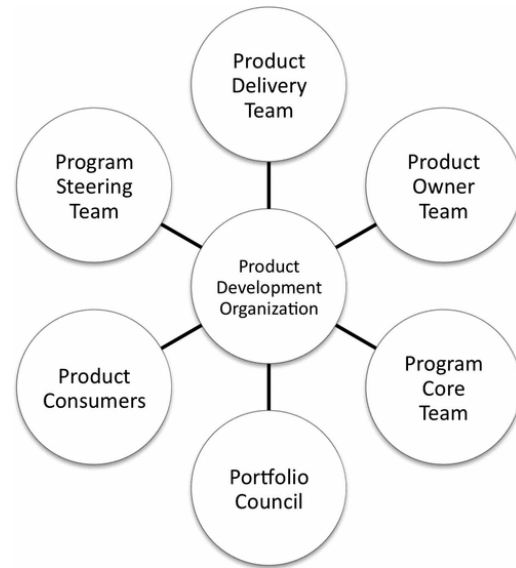 Product
Delivery
Team
Program
Steering
Team
Product
Owner
Team
Product
Development
Organization
Product
Consumers
Program
Core
Team
Portfolio
Council